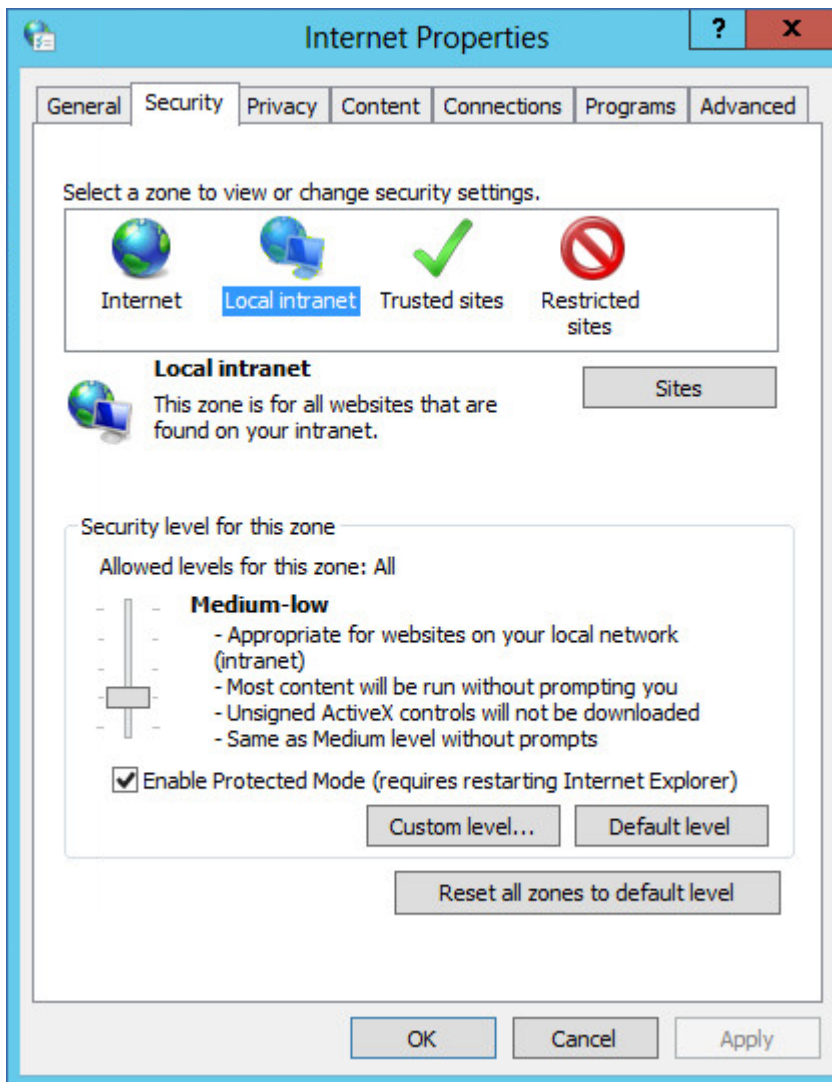 Internet Properties
?
x
General Security Privacy Content Connections Programs Advanced
Select a zone to view or change security settings.
Internet Local intranet Trusted sites Restricted
sites
Local intranet
Sites
This zone is for all websites that are
found on your intranet.
Security level for this zone
Allowed levels for this zone: All
Medium-low
- Appropriate for websites on your local network
(intranet)
- Most content will be run without prompting you
- Unsigned ActiveX controls will not be downloaded
- Same as Medium level without prompts
Enable Protected Mode (requires restarting Internet Explorer)
Custom level... Default level
Reset all zones to default level
OK Cancel Apply